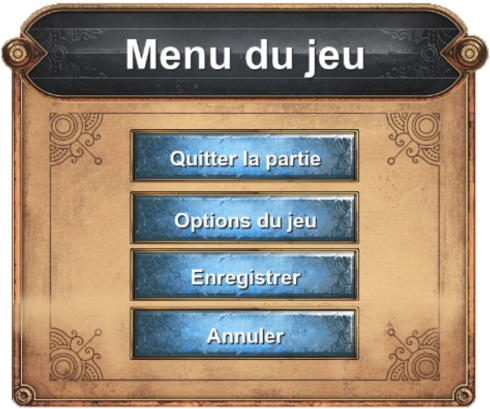 Menu du jeu
Quitter la partie
Options du jeu
Enregistrer
Annuler